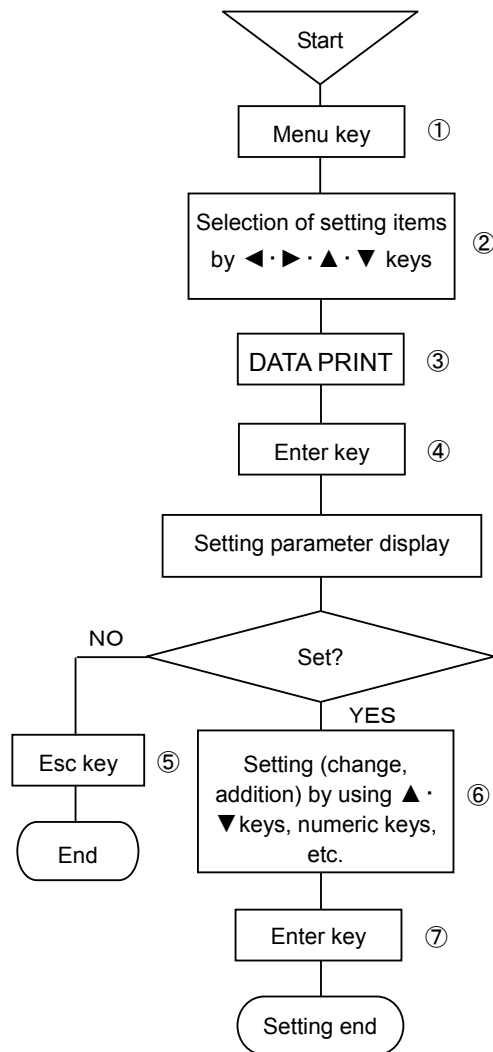 Start
Menu key ①
Selection of setting items ②
by ◀・▶・▲・▼ keys
DATA PRINT ③
Enter key ④
Setting parameter display
NO
Set?
YES
Esc key ⑤
End
Setting (change,
addition) by using ▲・ ⑥
▼keys, numeric keys,
etc.
Enter key ⑦
Setting end